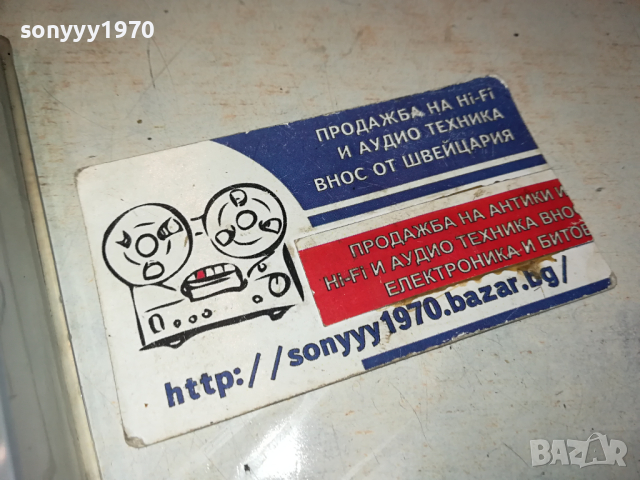 sonyyy1970
ПРОДАЖБА НА Hi-Fi
И АУДИО ТЕХНИКА
ВНОС ОТ ШВЕЙЦАРИЯ
ПРОДАЖБА НА АНТИКИ И
Hi-Fi И АУДИО ТЕХНИКА ВНО
ЕЛЕКТРОНИКА И БИТОВ
http://sonyyy1970.bazar.bg/
BAZAR
bg